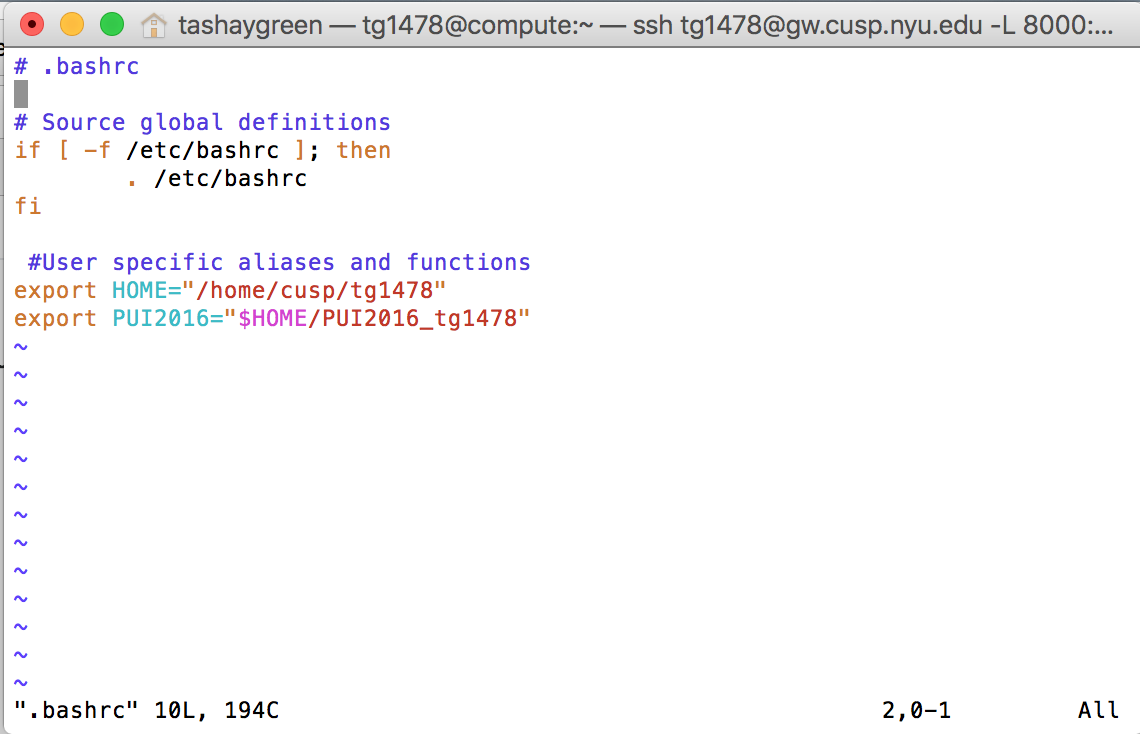 tashaygreen — tg1478@compute:~ — ssh tg1478@gw.cusp.nyu.edu -L 8000:...
# .bashrc

# Source global definitions
if [ -f /etc/bashrc ]; then
        . /etc/bashrc
fi

 #User specific aliases and functions
export HOME="/home/cusp/tg1478"
export PUI2016="$HOME/PUI2016_tg1478"
~
~
~
~
~
~
~
~
~
~
~
~
~
".bashrc" 10L, 194C 2,0-1 All